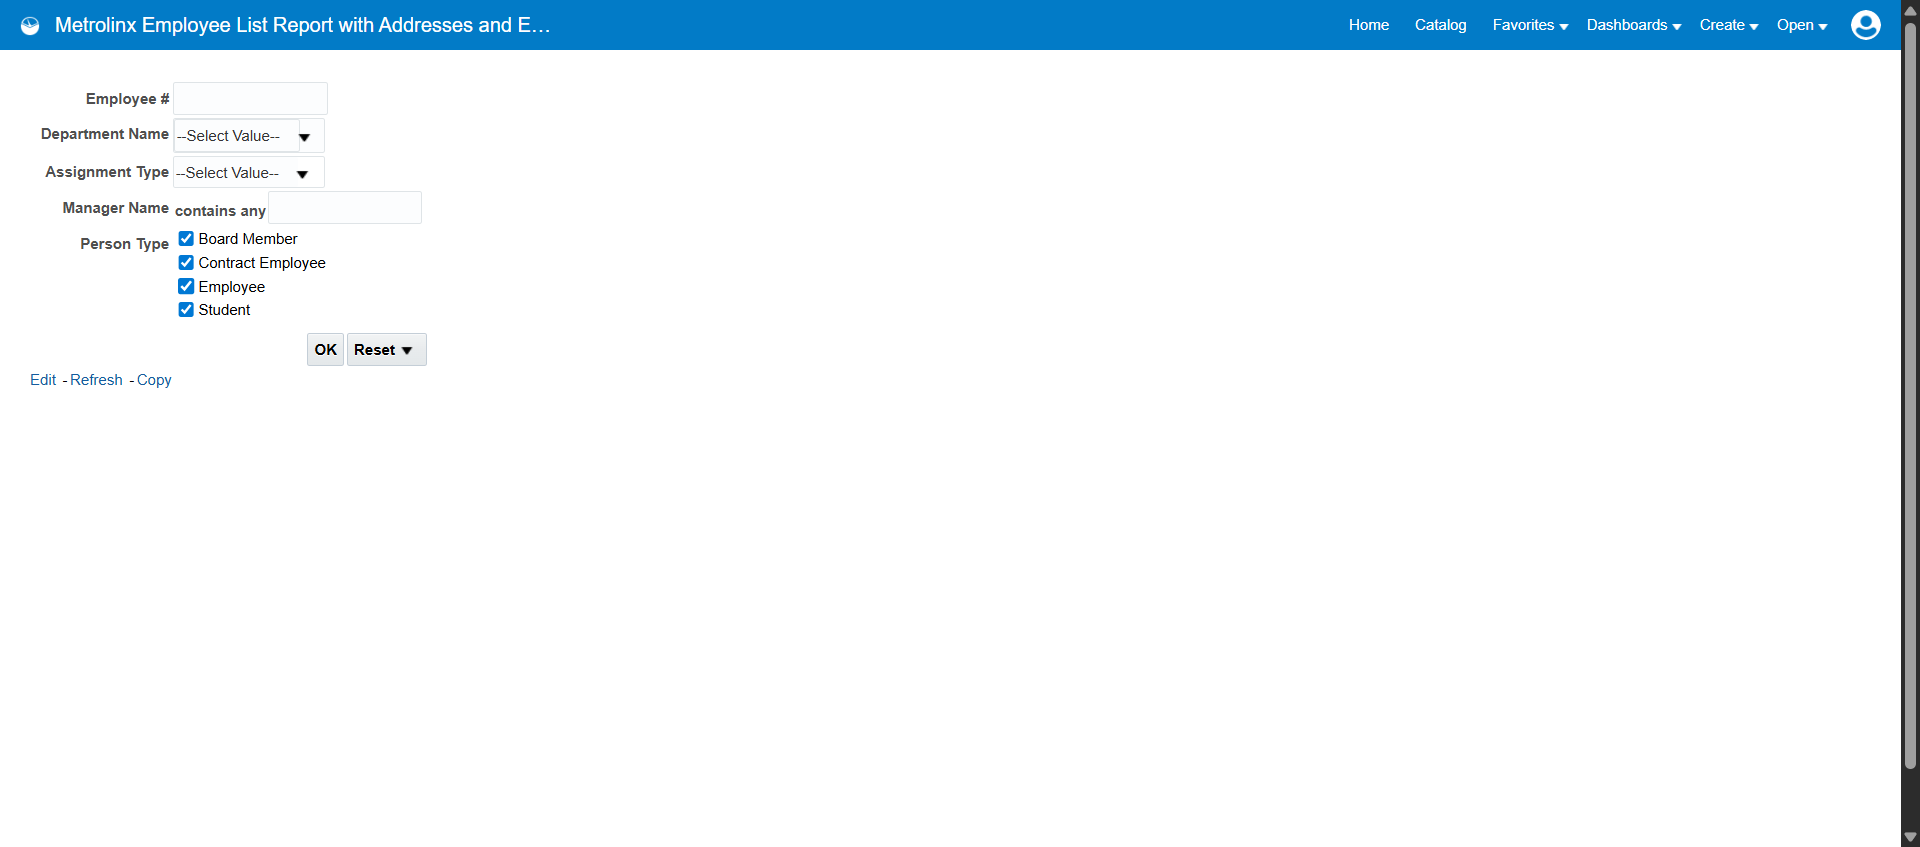 Metrolinx Employee List Report with Addresses and E...
Home Catalog Favorites Dashboards Create Open
Employee #
Department Name --Select Value--
Assignment Type --Select Value--
Manager Name contains any
Person Type Board Member
Contract Employee
Employee
Student
OK Reset
Edit - Refresh - Copy